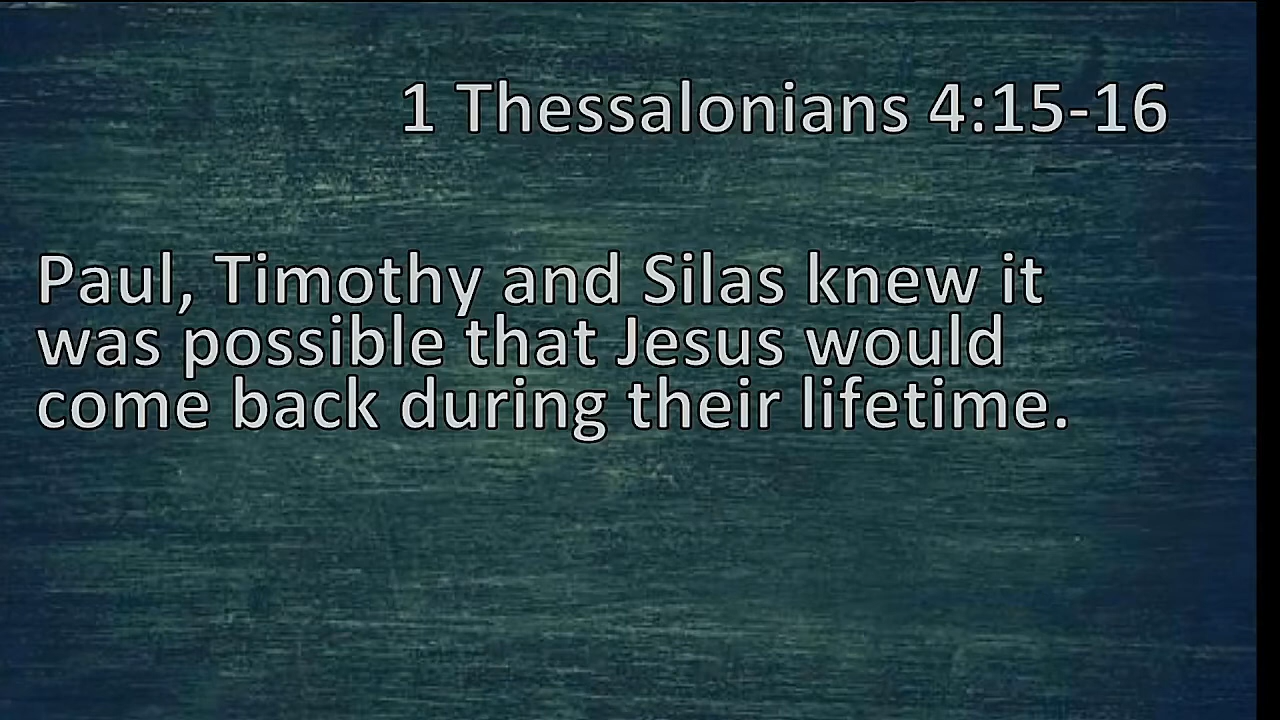 1 Thessalonians 4:15-16
Paul, Timothy and Silas knew it
was possible that Jesus would
come back during their lifetime.